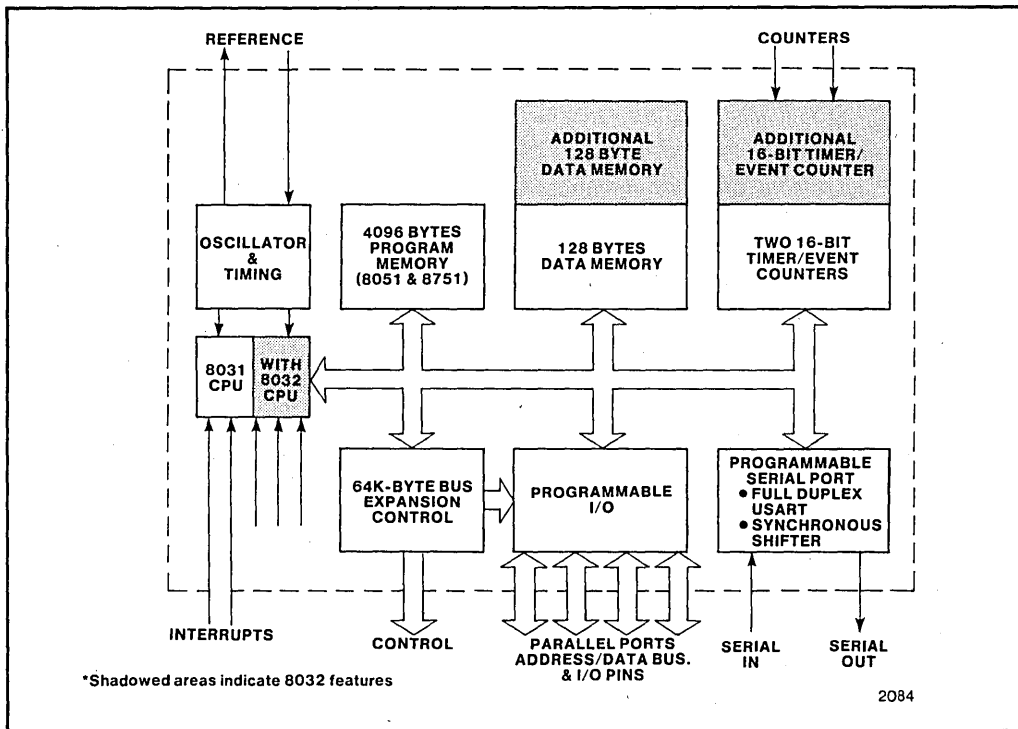 REFERENCE
COUNTERS
ADDITIONAL
128 BYTE
DATA MEMORY
ADDITIONAL
16-BIT TIMER/
EVENT COUNTER
OSCILLATOR
&
TIMING
4096 BYTES
PROGRAM
MEMORY
(8051 & 8751)
128 BYTES
DATA MEMORY
TWO 16-BIT
TIMER/EVENT
COUNTERS
8031
CPU
WITH
8032
CPU
64K-BYTE BUS
EXPANSION
CONTROL
PROGRAMMABLE
I/O
PROGRAMMABLE
SERIAL PORT
• FULL DUPLEX
USART
• SYNCHRONOUS
SHIFTER
INTERRUPTS
CONTROL
PARALLEL PORTS
ADDRESS/DATA BUS.
& I/O PINS
SERIAL
IN
SERIAL
OUT
*Shadowed areas indicate 8032 features
2084